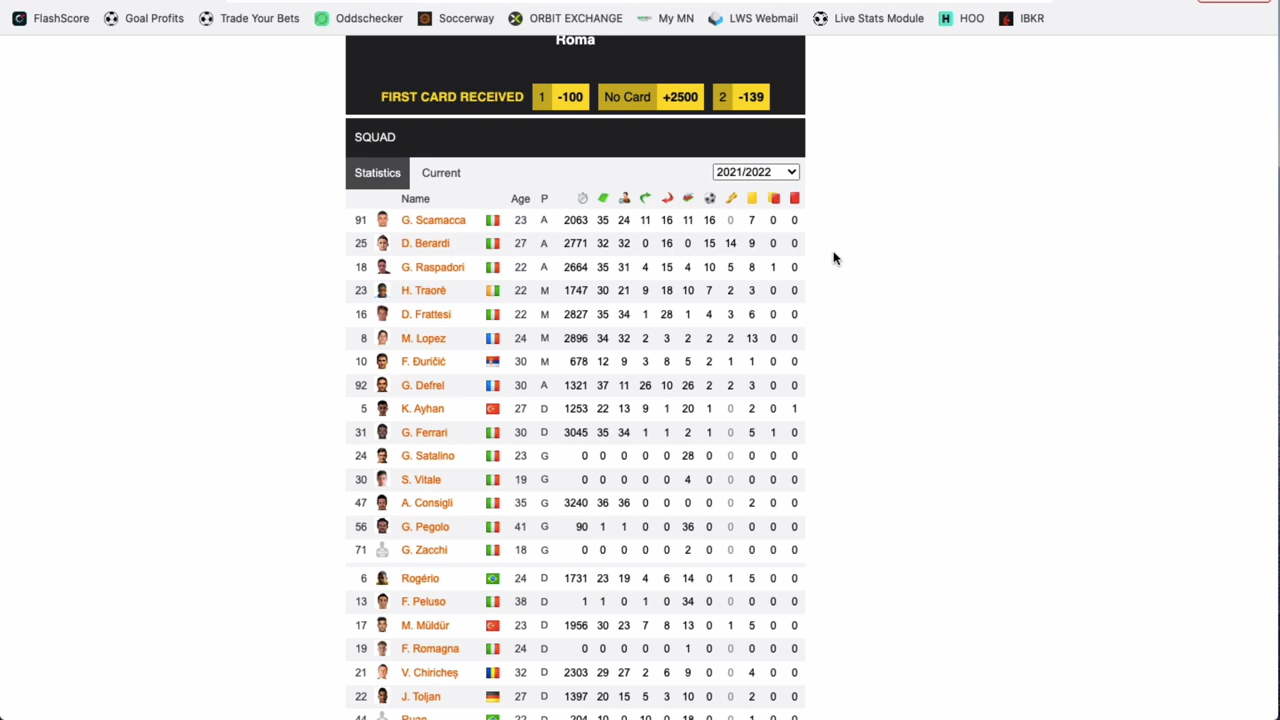 FlashScore Goal Profits Trade Your Bets Oddschecker Soccerway ORBIT EXCHANGE My MN LWS Webmail Live Stats Module H HOO IBKR
Roma
FIRST CARD RECEIVED 1 -100 No Card +2500 2 -139
SQUAD
Statistics Current 2021/2022
Name Age P
91 G. Scamacca 23 A 2063 35 24 11 16 11 16 0 7 0 0
25 D. Berardi 27 A 2771 32 32 0 16 0 15 14 9 0 0
18 G. Raspadori 22 A 2664 35 31 4 15 4 10 5 8 1 0
23 H. Traorè 22 M 1747 30 21 9 18 10 7 2 3 0 0
16 D. Frattesi 22 M 2827 35 34 1 28 1 4 3 6 0 0
8 M. Lopez 24 M 2896 34 32 2 3 2 2 2 13 0 0
10 F. Đuričić 30 M 678 12 9 3 8 5 2 1 1 0 0
92 G. Defrel 30 A 1321 37 11 26 10 26 2 2 3 0 0
5 K. Ayhan 27 D 1253 22 13 9 1 20 1 0 2 0 1
31 G. Ferrari 30 D 3045 35 34 1 1 2 1 0 5 1 0
24 G. Satalino 23 G 0 0 0 0 0 28 0 0 0 0 0
30 S. Vitale 19 G 0 0 0 0 0 4 0 0 0 0 0
47 A. Consigli 35 G 3240 36 36 0 0 0 0 0 2 0 0
56 G. Pegolo 41 G 90 1 1 0 0 36 0 0 0 0 0
71 G. Zacchi 18 G 0 0 0 0 0 2 0 0 0 0 0
6 Rogério 24 D 1731 23 19 4 6 14 0 1 5 0 0
13 F. Peluso 38 D 1 1 0 1 0 34 0 0 0 0 0
17 M. Müldür 23 D 1956 30 23 7 8 13 0 1 5 0 0
19 F. Romagna 24 D 0 0 0 0 0 1 0 0 0 0 0
21 V. Chiricheş 32 D 2303 29 27 2 6 9 0 0 4 0 0
22 J. Toljan 27 D 1397 20 15 5 3 10 0 0 2 0 0
44 Ruan 22 D 204 10 0 10 0 18 0 0 1 0 0